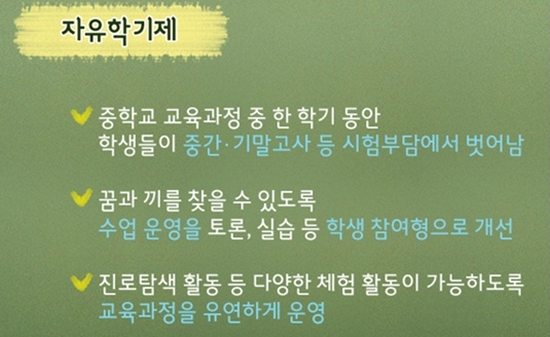 자유학기제
중학교 교육과정 중 한 학기 동안
학생들이 중간·기말고사 등 시험부담에서 벗어남
꿈과 끼를 찾을 수 있도록
수업 운영을 토론, 실습 등 학생 참여형으로 개선
진로탐색 활동 등 다양한 체험 활동이 가능하도록
교육과정을 유연하게 운영